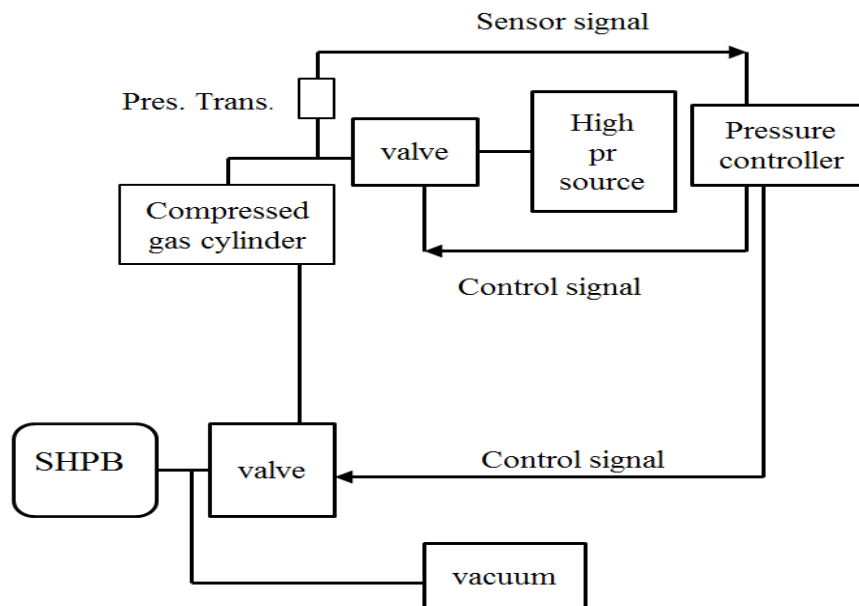 Sensor signal
Pres. Trans.
valve
High
pr
source
Pressure
controller
Compressed
gas cylinder
Control signal
SHPB
valve
Control signal
vacuum